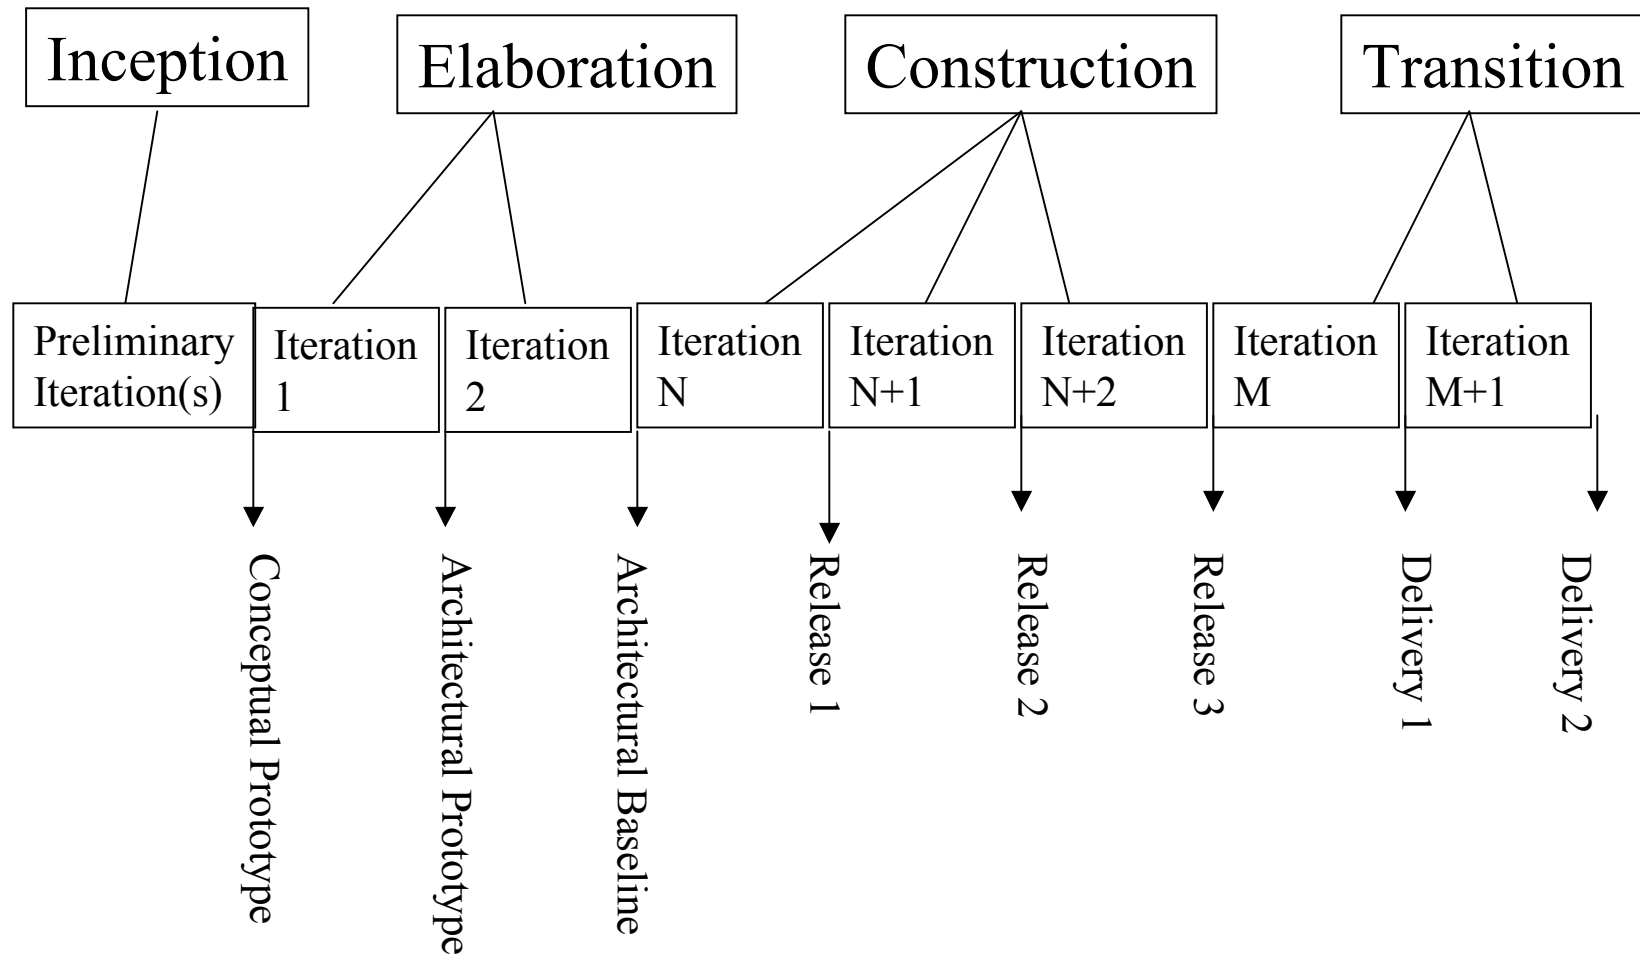 Inception
Elaboration
Construction
Transition
Preliminary
Iteration(s)
Iteration
1
Iteration
2
Iteration
N
Iteration
N+1
Iteration
N+2
Iteration
M
Iteration
M+1
Conceptual Prototype
Architectural Prototype
Architectural Baseline
Release 1
Release 2
Release 3
Delivery 1
Delivery 2